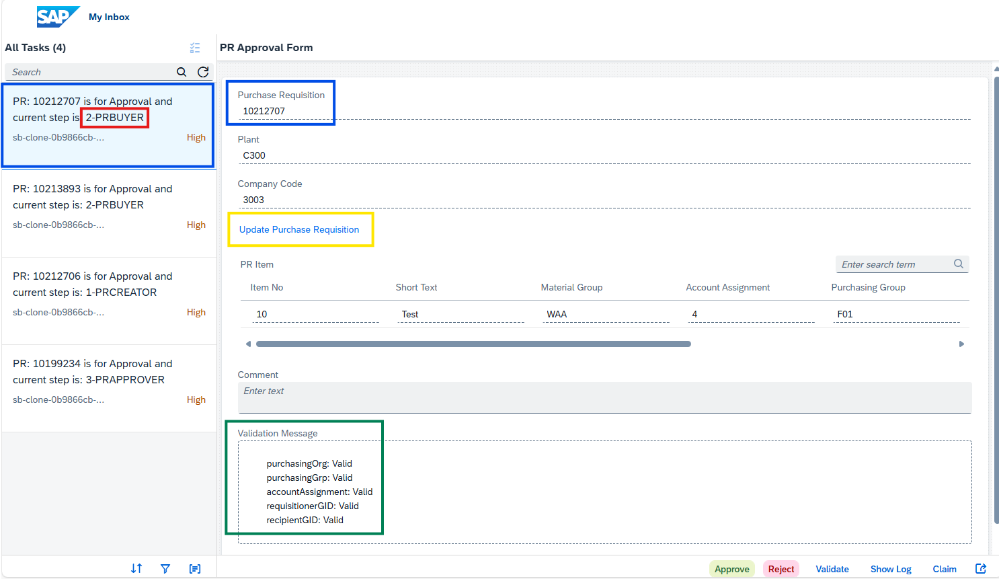 SAP My Inbox
All Tasks (4)
Search
PR: 10212707 is for Approval and
current step is 2-PRBUYER
sb-clone-0b9866cb-... High
PR: 10213893 is for Approval and
current step is: 2-PRBUYER
sb-clone-0b9866cb-... High
PR: 10212706 is for Approval and
current step is: 1-PRCREATOR
sb-clone-0b9866cb-... High
PR: 10199234 is for Approval and
current step is: 3-PRAPPROVER
sb-clone-0b9866cb-... High
PR Approval Form
Purchase Requisition
10212707
Plant
C300
Company Code
3003
Update Purchase Requisition
PR Item Enter search term
Item No Short Text Material Group Account Assignment Purchasing Group
10 Test WAA 4 F01
Comment
Enter text
Validation Message
purchasingOrg: Valid
purchasingGrp: Valid
accountAssignment: Valid
requisitionerGID: Valid
recipientGID: Valid
Approve Reject Validate Show Log Claim